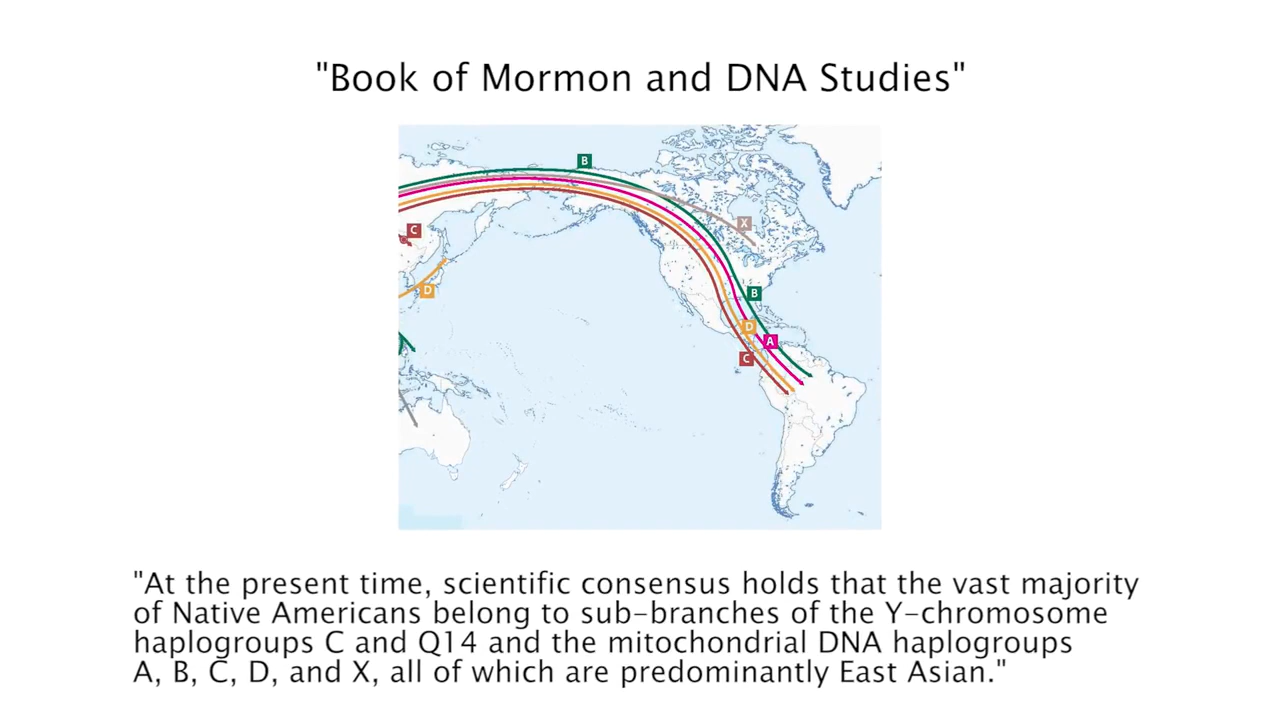 "Book of Mormon and DNA Studies"
B
X
C
D
B
D
A
C
"At the present time, scientific consensus holds that the vast majority
of Native Americans belong to sub-branches of the Y-chromosome
haplogroups C and Q14 and the mitochondrial DNA haplogroups
A, B, C, D, and X, all of which are predominantly East Asian."